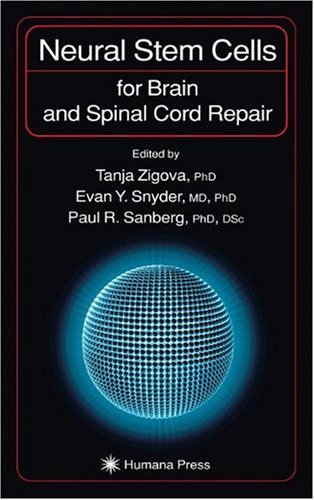 Neural Stem Cells
for Brain
and Spinal Cord Repair
Edited by
Tanja Zigova, PhD
Evan Y. Snyder, MD, PhD
Paul R. Sanberg, PhD, DSc
Humana Press